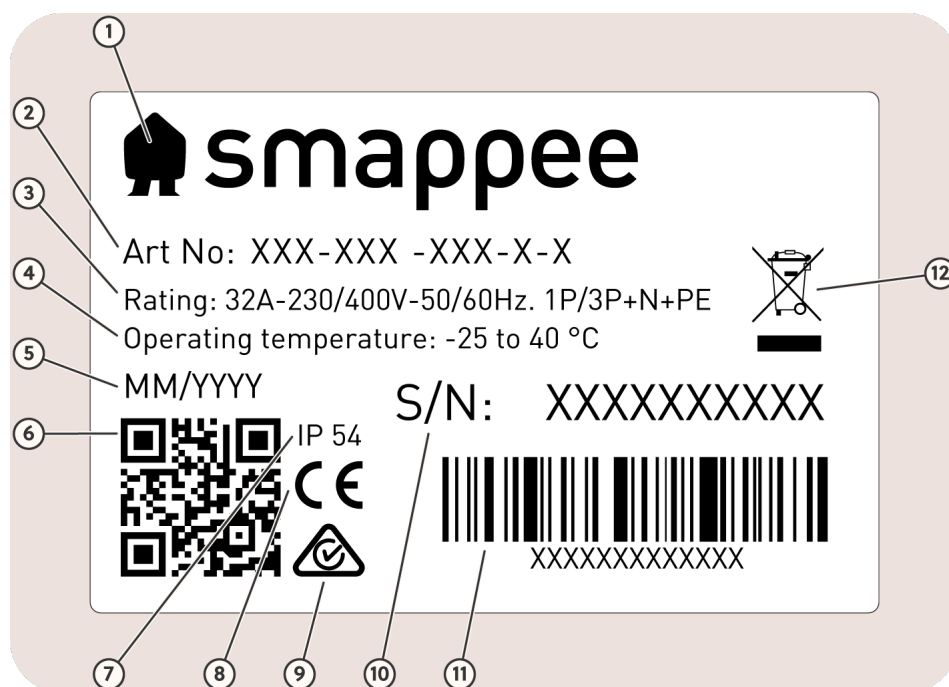 1
2
3
4
5
6
7
8
9
10
11
12
smappee
Art No: XXX-XXX -XXX-X-X
Rating: 32A-230/400V-50/60Hz. 1P/3P+N+PE
Operating temperature: -25 to 40 °C
MM/YYYY
S/N: XXXXXXXXXX
IP 54
CE
XXXXXXXXXXXXX